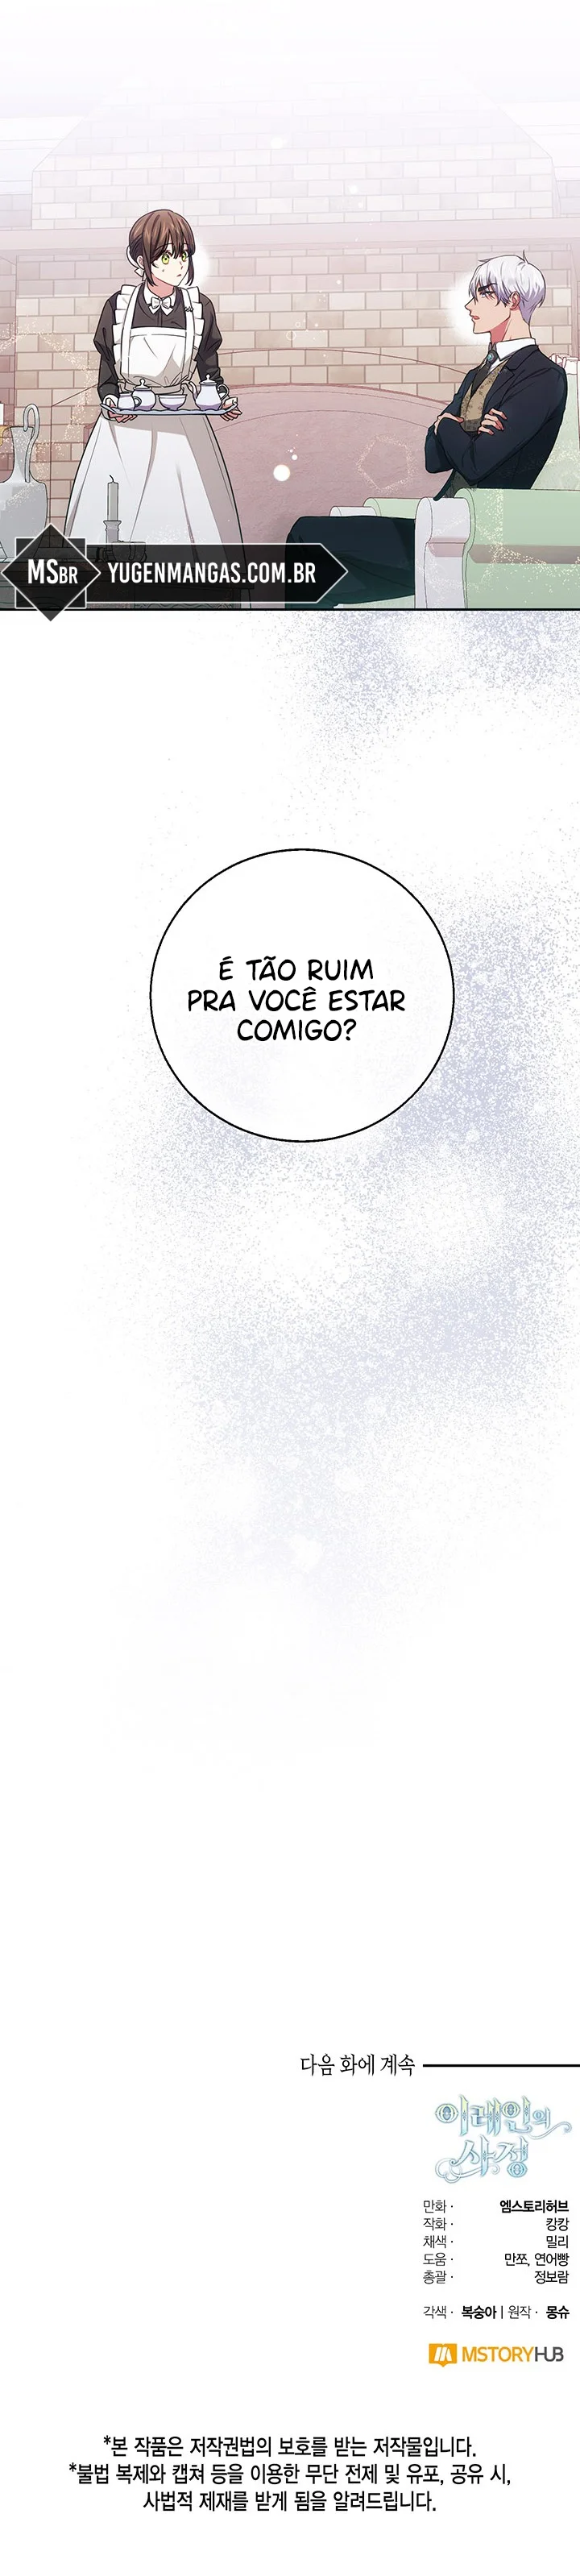 MSBR YUGENMANGAS.COM.BR
É TÃO RUIM
PRA VOCÊ ESTAR
COMIGO?
다음 화에 계속
이레인의
사정
만화 · 엠스토리허브
작화 · 캉캉
채색 · 밀리
도움 · 만쪼, 연어빵
총괄 · 정보람
각색 · 복숭아 | 원작 · 몽슈
MSTORYHUB
*본 작품은 저작권법의 보호를 받는 저작물입니다.
*불법 복제와 캡쳐 등을 이용한 무단 전제 및 유포, 공유 시,
사법적 제재를 받게 됨을 알려드립니다.